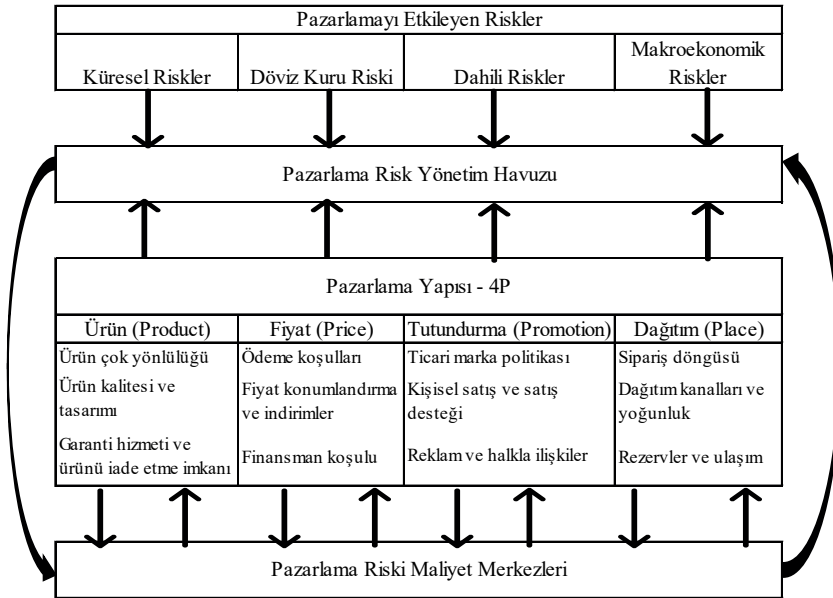 Pazarlamayı Etkileyen Riskler
Küresel Riskler
Döviz Kuru Riski
Dahili Riskler
Makroekonomik
Riskler
Pazarlama Risk Yönetim Havuzu
Pazarlama Yapısı - 4P
Ürün (Product)
Ürün çok yönlülüğü
Ürün kalitesi ve
tasarımı
Garanti hizmeti ve
ürünü iade etme imkanı
Fiyat (Price)
Ödeme koşulları
Fiyat konumlandırma
ve indirimler
Finansman koşulu
Tutundurma (Promotion)
Ticari marka politikası
Kişisel satış ve satış
desteği
Reklam ve halkla ilişkiler
Dağıtım (Place)
Sipariş döngüsü
Dağıtım kanalları ve
yoğunluk
Rezervler ve ulaşım
Pazarlama Riski Maliyet Merkezleri